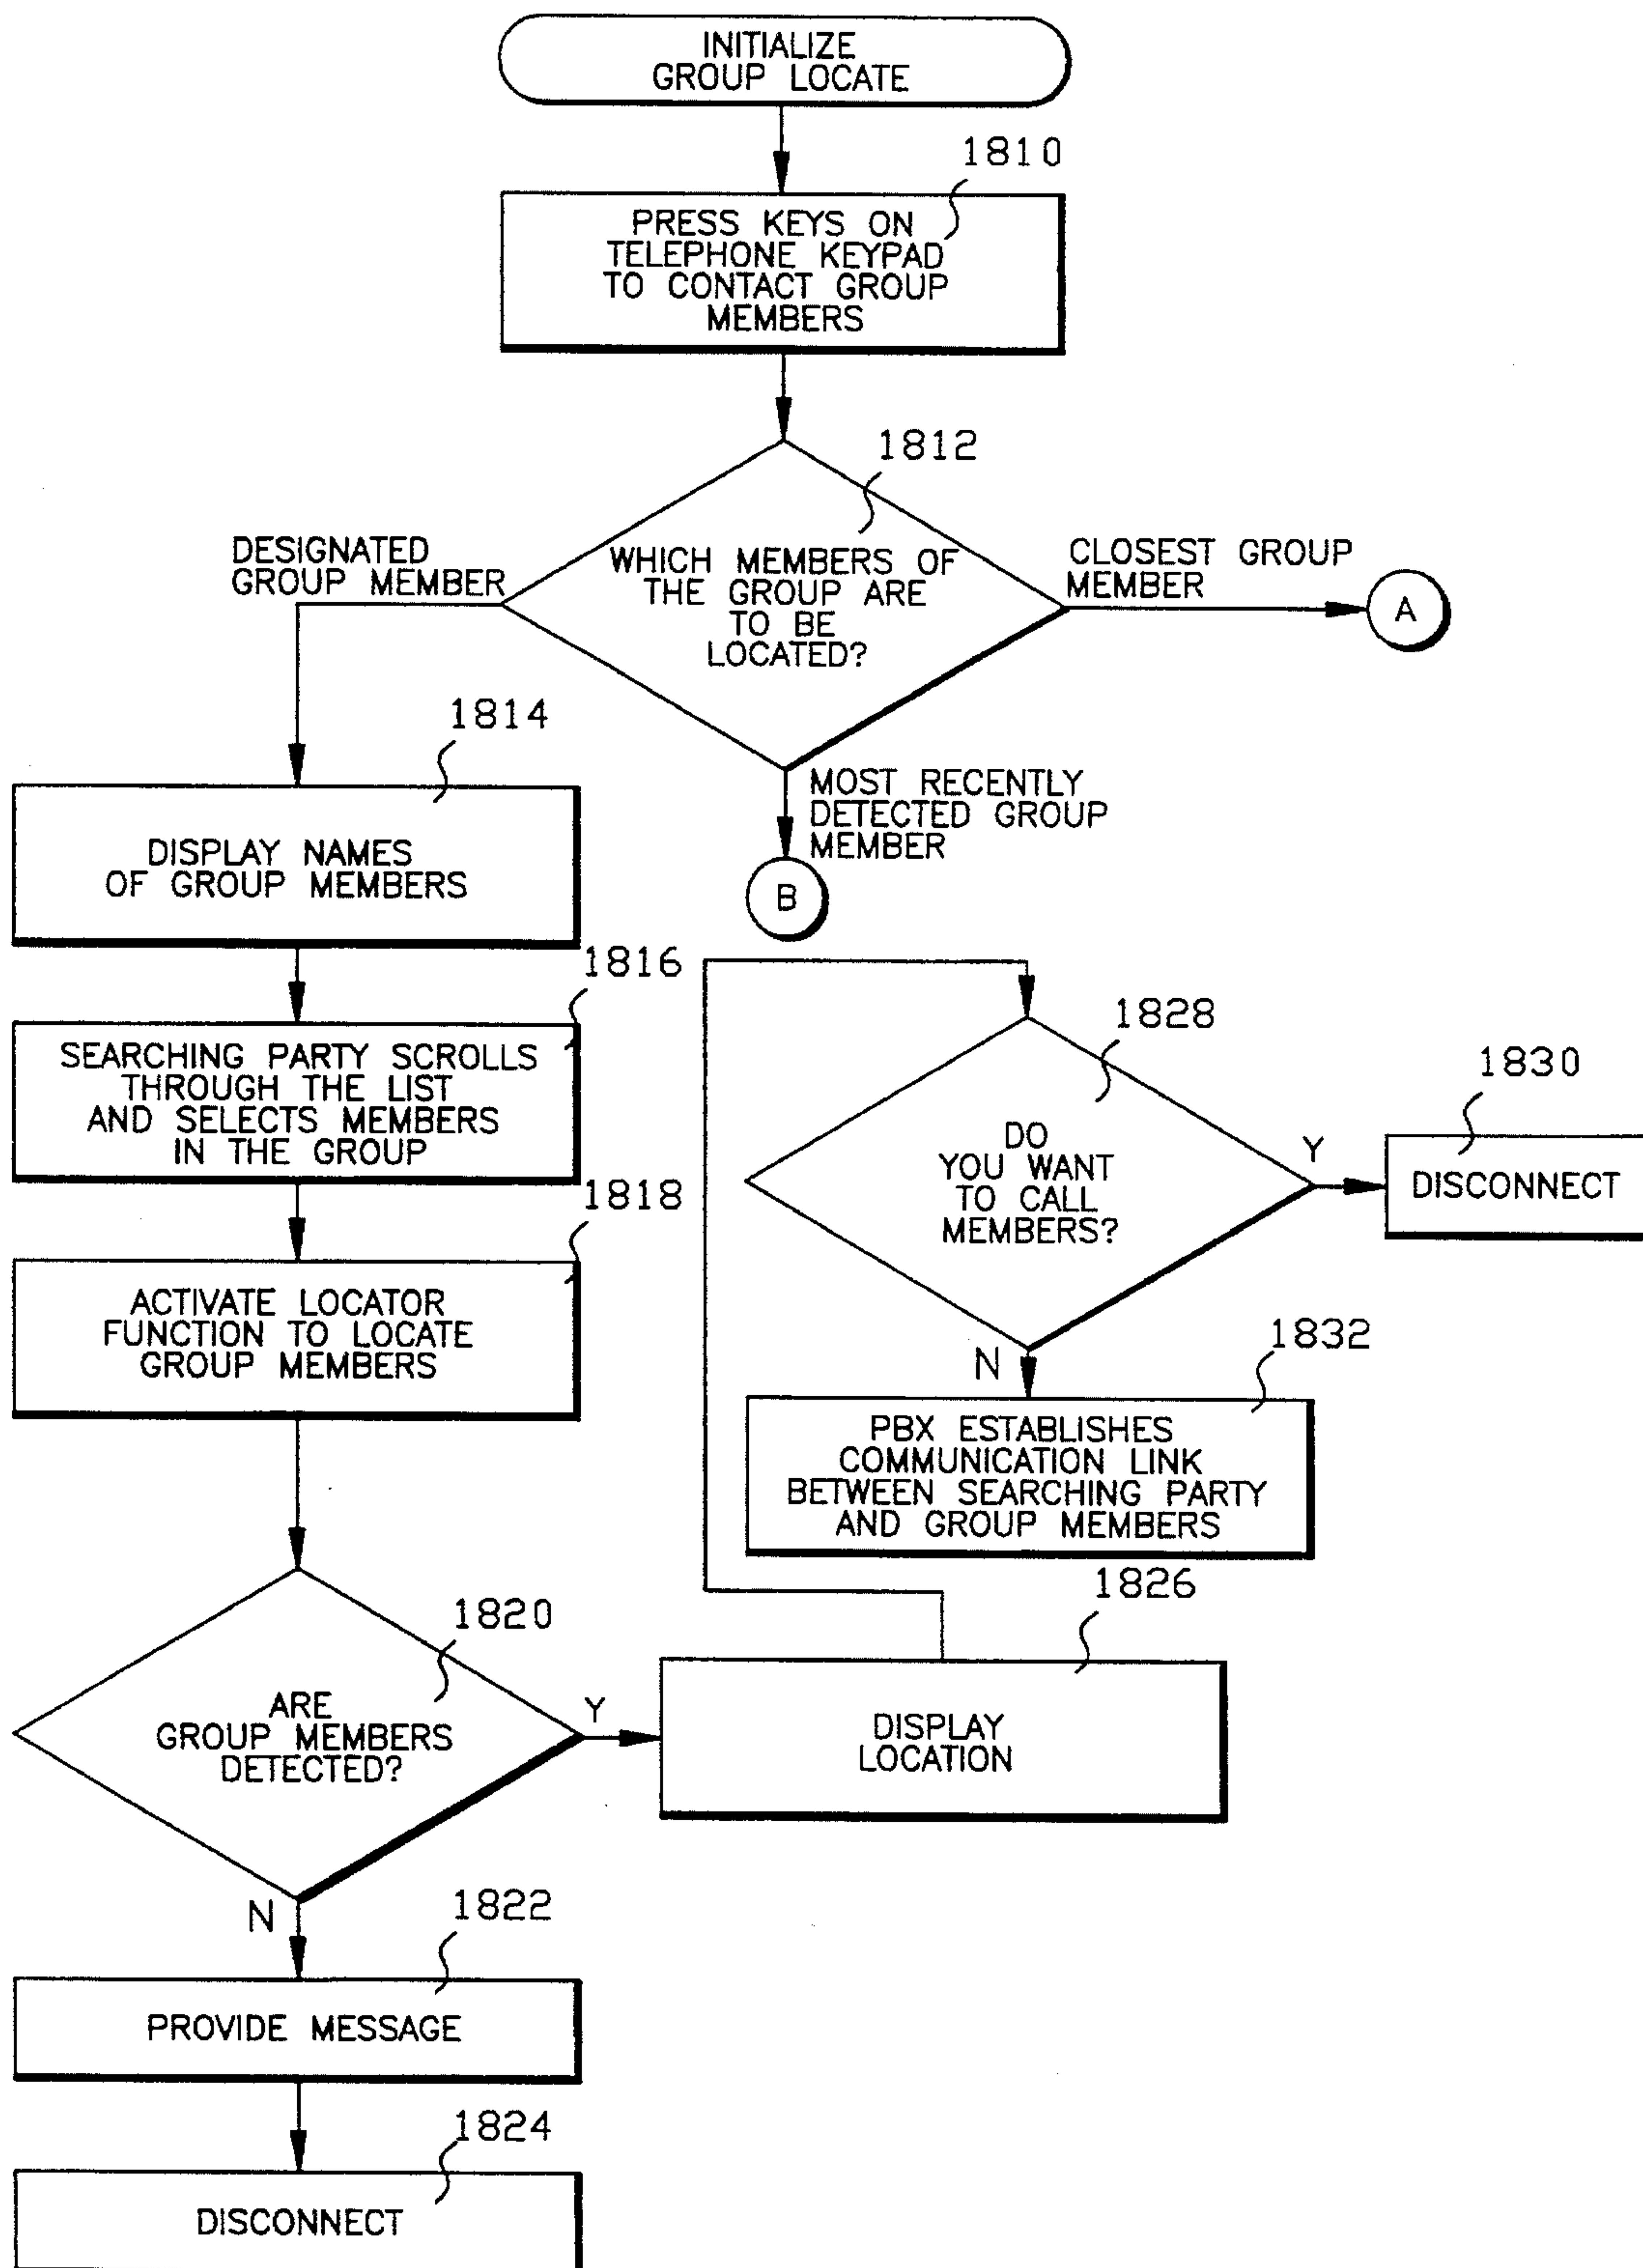 INITIALIZE
GROUP LOCATE
1810
PRESS KEYS ON
TELEPHONE KEYPAD
TO CONTACT GROUP
MEMBERS
1812
WHICH MEMBERS OF
THE GROUP ARE
TO BE
LOCATED?
DESIGNATED
GROUP MEMBER
CLOSEST GROUP
MEMBER
A
MOST RECENTLY
DETECTED GROUP
MEMBER
B
1814
DISPLAY NAMES
OF GROUP MEMBERS
1816
SEARCHING PARTY SCROLLS
THROUGH THE LIST
AND SELECTS MEMBERS
IN THE GROUP
1818
ACTIVATE LOCATOR
FUNCTION TO LOCATE
GROUP MEMBERS
1820
ARE
GROUP MEMBERS
DETECTED?
Y
N
1822
PROVIDE MESSAGE
1824
DISCONNECT
1826
DISPLAY
LOCATION
1828
DO
YOU WANT
TO CALL
MEMBERS?
Y
1830
DISCONNECT
N
1832
PBX ESTABLISHES
COMMUNICATION LINK
BETWEEN SEARCHING PARTY
AND GROUP MEMBERS